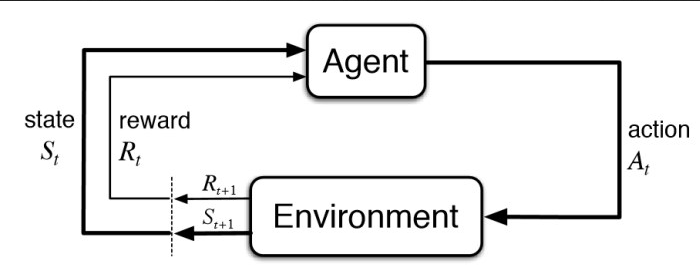 Agent
state
S_t
reward
R_t
action
A_t
R_{t+1}
S_{t+1}
Environment